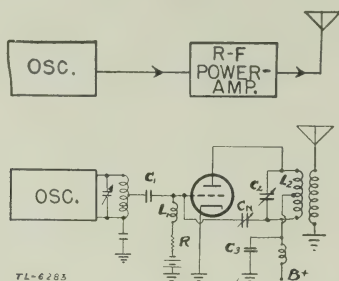 OSC.
R-F
POWER-
AMP.
OSC.
C1
L1
R
CN
C2
L2
C3
B+
TL-6283